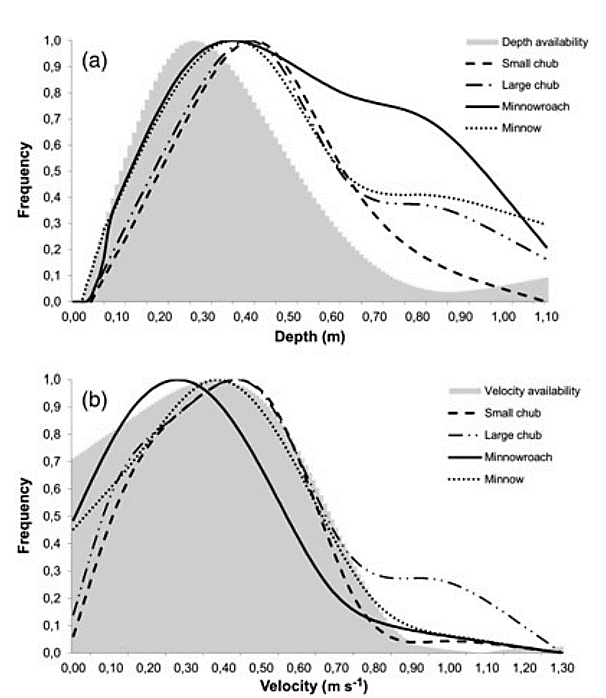 (a)
Depth availability
Small chub
Large chub
Minnowroach
Minnow
Frequency
1,0
0,9
0,8
0,7
0,6
0,5
0,4
0,3
0,2
0,1
0,0
0,00 0,10 0,20 0,30 0,40 0,50 0,60 0,70 0,80 0,90 1,00 1,10
Depth (m)
(b)
Velocity availability
Small chub
Large chub
Minnowroach
Minnow
Frequency
1,0
0,9
0,8
0,7
0,6
0,5
0,4
0,3
0,2
0,1
0,0
0,00 0,10 0,20 0,30 0,40 0,50 0,60 0,70 0,80 0,90 1,00 1,10 1,20 1,30
Velocity (m s⁻¹)